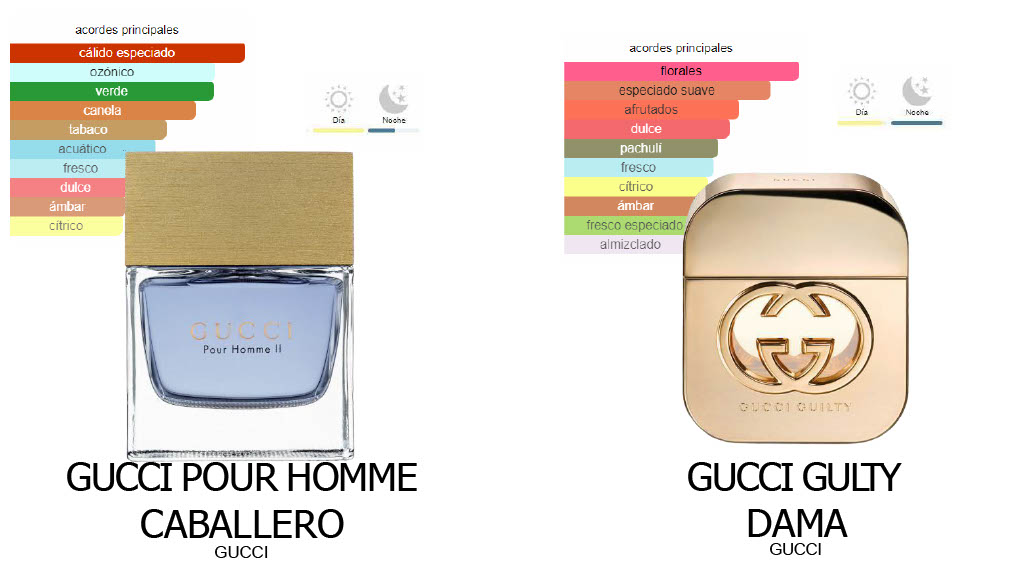 acordes principales
cálido especiado
ozónico
verde
canela
tabaco
acuático
fresco
dulce
ámbar
cítrico
Día
Noche
GUCCI
Pour Homme II
GUCCI POUR HOMME
CABALLERO
GUCCI
acordes principales
florales
especiado suave
afrutados
dulce
pachulí
fresco
cítrico
ámbar
fresco especiado
almizclado
Día
Noche
GUCCI
GUCCI GUILTY
GUCCI GULTY
DAMA
GUCCI